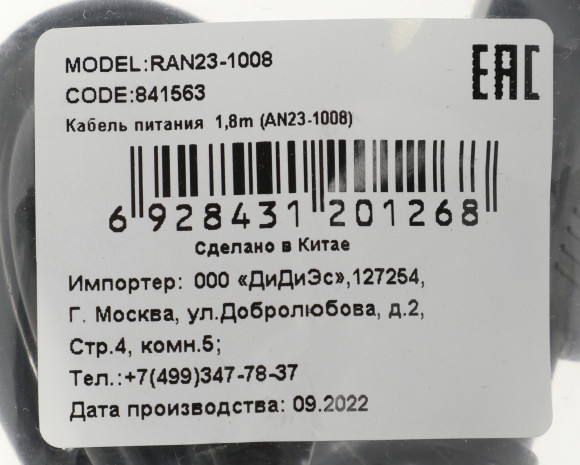 MODEL:RAN23-1008
EAC
CODE:841563
Кабель питания 1,8m (AN23-1008)
6 928431 201268
Сделано в Китае
Импортер: ООО «ДиДиЭс»,127254,
Г. Москва, ул.Добролюбова, д.2,
Стр.4, комн.5;
Тел.:+7(499)347-78-37
Дата производства: 09.2022